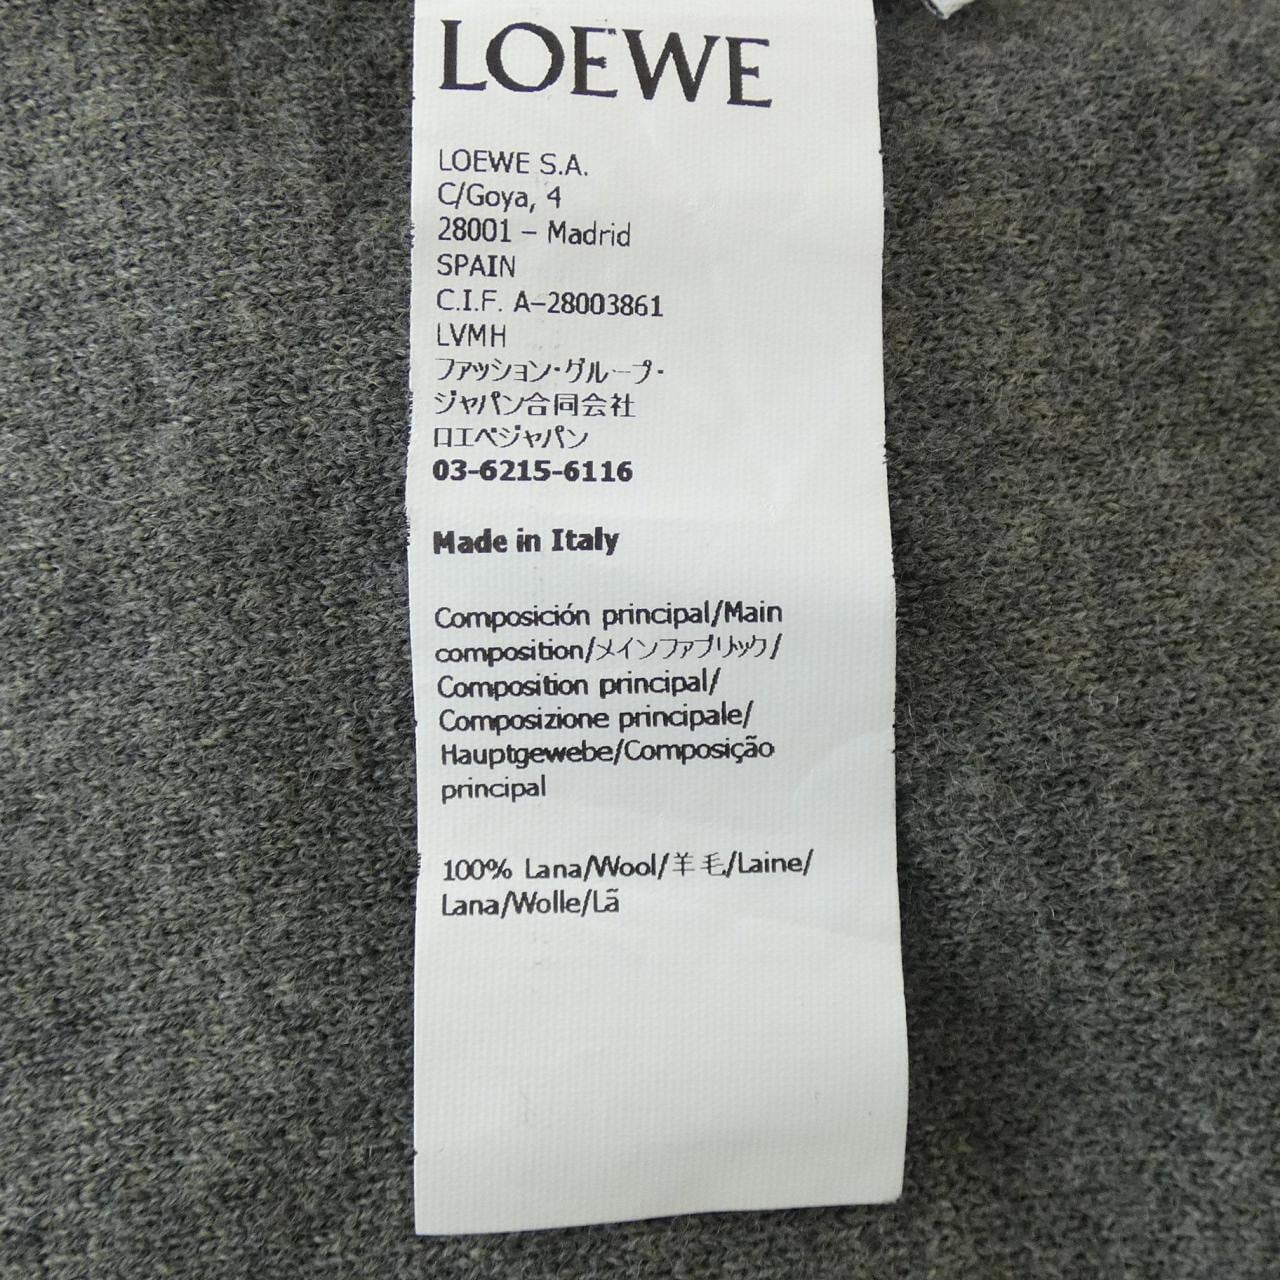 LOEWE
LOEWE S.A.
C/Goya, 4
28001 – Madrid
SPAIN
C.I.F. A–28003861
LVMH
ファッション・グループ・
ジャパン合同会社
ロエベジャパン
03-6215-6116
Made in Italy
Composición principal/Main
composition/メインファブリック/
Composition principal/
Composizione principale/
Hauptgewebe/Composição
principal
100% Lana/Wool/羊毛/Laine/
Lana/Wolle/Lã